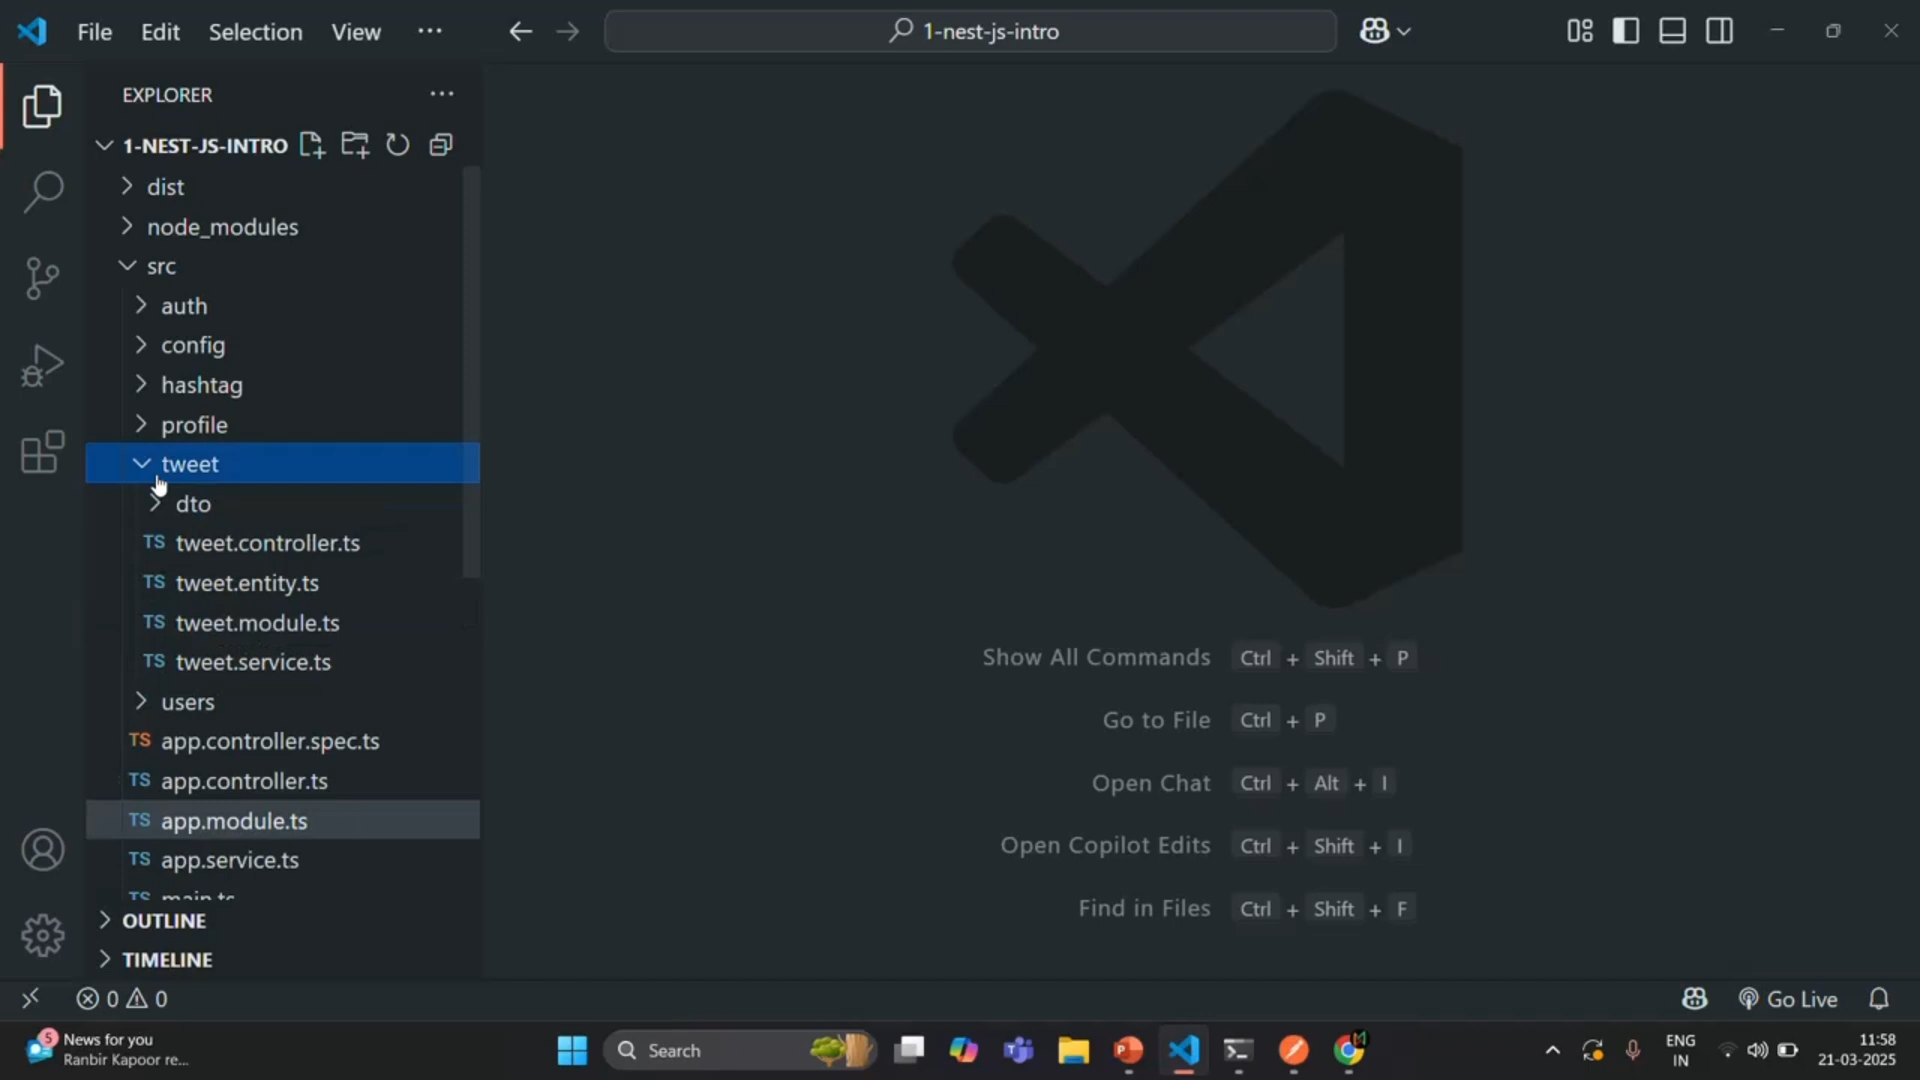 File Edit Selection View ...
1-nest-js-intro
EXPLORER
1-NEST-JS-INTRO
dist
node_modules
src
auth
config
hashtag
profile
tweet
dto
TS tweet.controller.ts
TS tweet.entity.ts
TS tweet.module.ts
TS tweet.service.ts
users
TS app.controller.spec.ts
TS app.controller.ts
TS app.module.ts
TS app.service.ts
TS main.ts
OUTLINE
TIMELINE
Show All Commands Ctrl + Shift + P
Go to File Ctrl + P
Open Chat Ctrl + Alt + I
Open Copilot Edits Ctrl + Shift + I
Find in Files Ctrl + Shift + F
0 0
Go Live
5 News for you
Ranbir Kapoor re...
Search
ENG
IN
11:58
21-03-2025